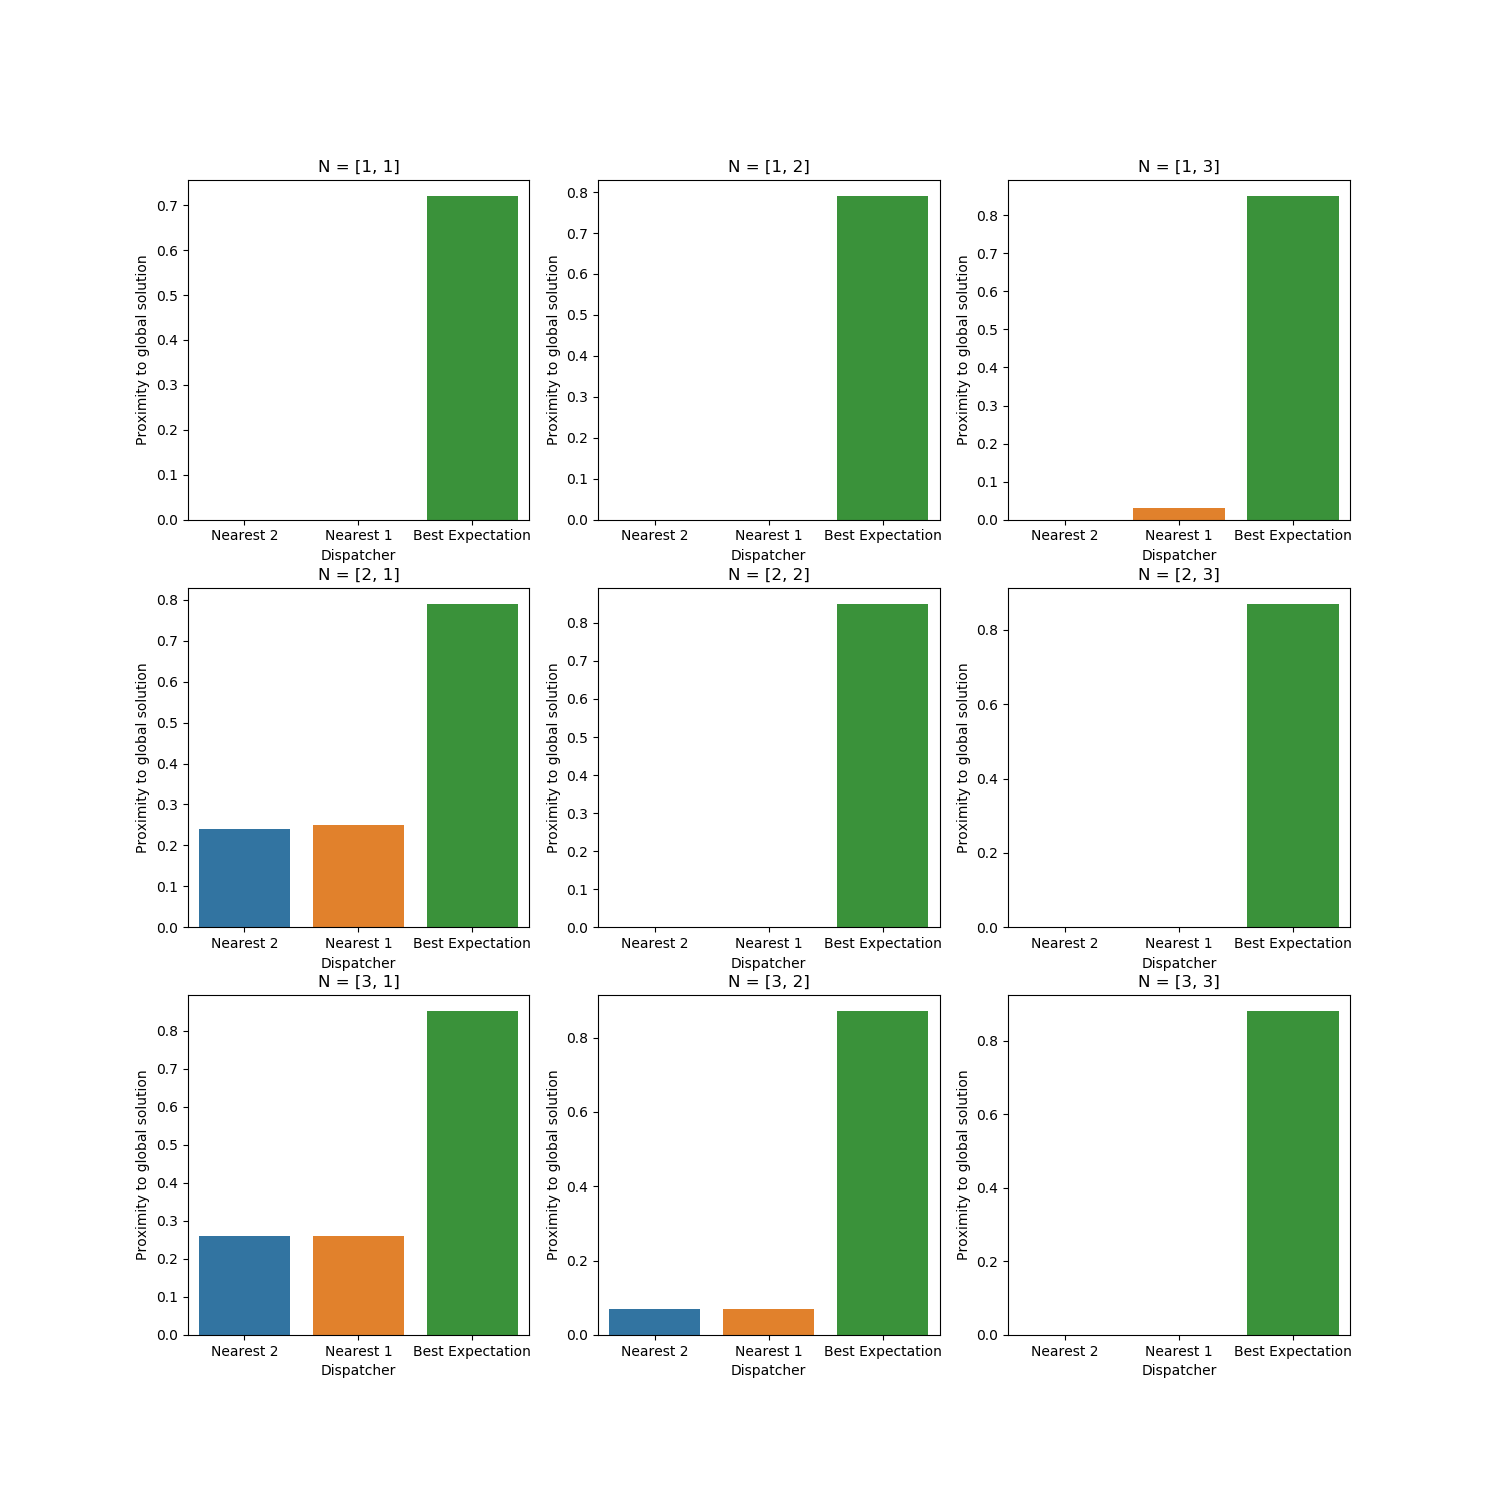 N = [1, 1]
N = [1, 2]
N = [1, 3]
Proximity to global solution
0.7
0.6
0.5
0.4
0.3
0.2
0.1
0.0
Nearest 2 Nearest 1 Best Expectation
Dispatcher
Proximity to global solution
0.8
0.7
0.6
0.5
0.4
0.3
0.2
0.1
0.0
Nearest 2 Nearest 1 Best Expectation
Dispatcher
Proximity to global solution
0.8
0.7
0.6
0.5
0.4
0.3
0.2
0.1
0.0
Nearest 2 Nearest 1 Best Expectation
Dispatcher
N = [2, 1]
N = [2, 2]
N = [2, 3]
Proximity to global solution
0.8
0.7
0.6
0.5
0.4
0.3
0.2
0.1
0.0
Nearest 2 Nearest 1 Best Expectation
Dispatcher
Proximity to global solution
0.8
0.7
0.6
0.5
0.4
0.3
0.2
0.1
0.0
Nearest 2 Nearest 1 Best Expectation
Dispatcher
Proximity to global solution
0.8
0.6
0.4
0.2
0.0
Nearest 2 Nearest 1 Best Expectation
Dispatcher
N = [3, 1]
N = [3, 2]
N = [3, 3]
Proximity to global solution
0.8
0.7
0.6
0.5
0.4
0.3
0.2
0.1
0.0
Nearest 2 Nearest 1 Best Expectation
Dispatcher
Proximity to global solution
0.8
0.6
0.4
0.2
0.0
Nearest 2 Nearest 1 Best Expectation
Dispatcher
Proximity to global solution
0.8
0.6
0.4
0.2
0.0
Nearest 2 Nearest 1 Best Expectation
Dispatcher